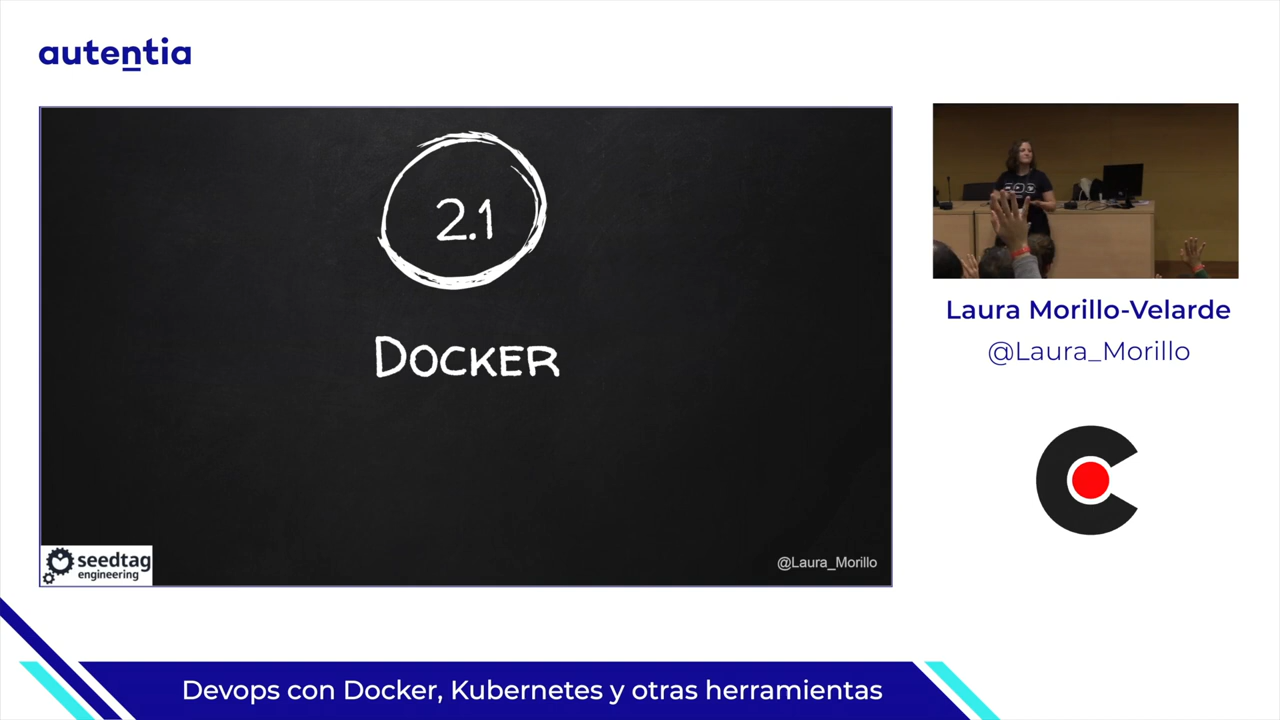 autentia
2.1
DOCKER
seedtag
engineering
@Laura_Morillo
Laura Morillo-Velarde
@Laura_Morillo
Devops con Docker, Kubernetes y otras herramientas